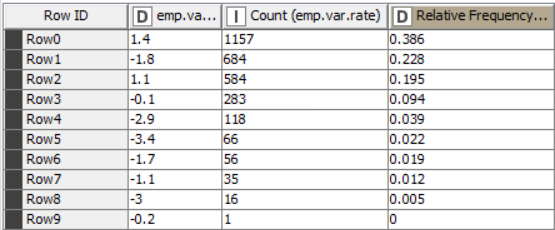 Row ID D emp.va... I Count (emp.var.rate) D Relative Frequency...
Row0 1.4 1157 0.386
Row1 -1.8 684 0.228
Row2 1.1 584 0.195
Row3 -0.1 283 0.094
Row4 -2.9 118 0.039
Row5 -3.4 66 0.022
Row6 -1.7 56 0.019
Row7 -1.1 35 0.012
Row8 -3 16 0.005
Row9 -0.2 1 0